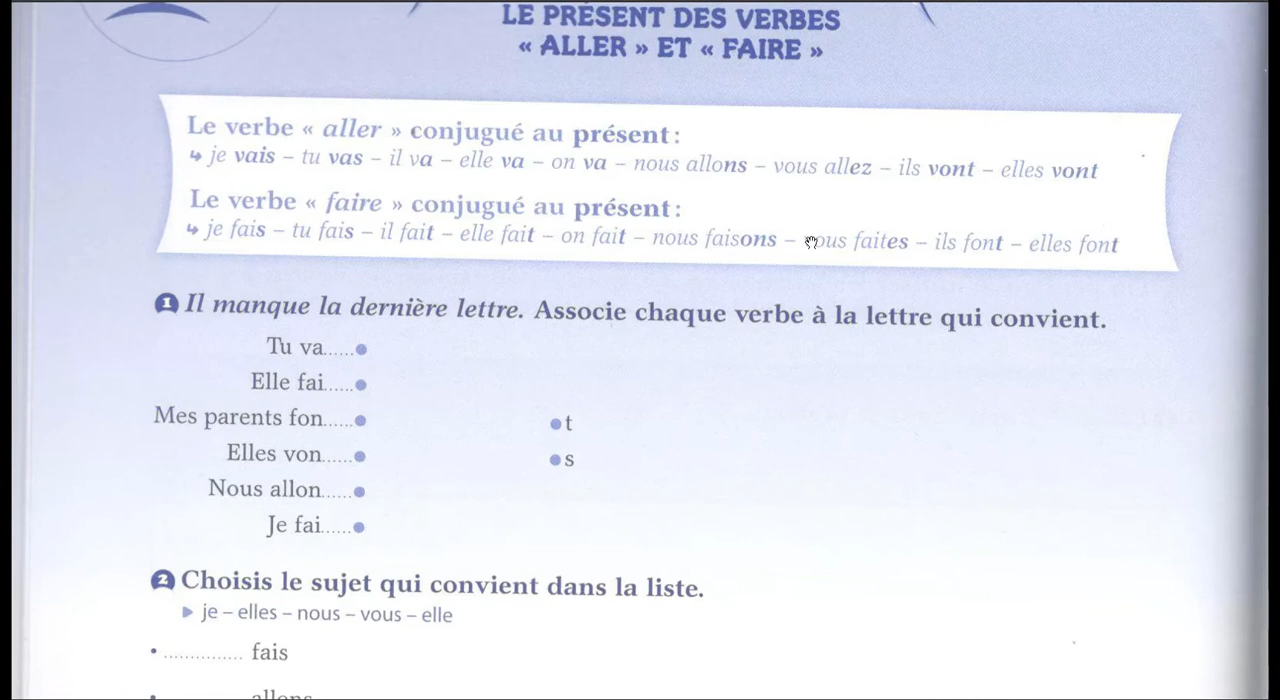 LE PRÉSENT DES VERBES
« ALLER » ET « FAIRE »
Le verbe « aller » conjugué au présent :
↳ je vais – tu vas – il va – elle va – on va – nous allons – vous allez – ils vont – elles vont
Le verbe « faire » conjugué au présent :
↳ je fais – tu fais – il fait – elle fait – on fait – nous faisons – vous faites – ils font – elles font
1 Il manque la dernière lettre. Associe chaque verbe à la lettre qui convient.
Tu va......
Elle fai......
Mes parents fon......
t
Elles von......
s
Nous allon......
Je fai......
2 Choisis le sujet qui convient dans la liste.
▶ je – elles – nous – vous – elle
• ............... fais
• allons